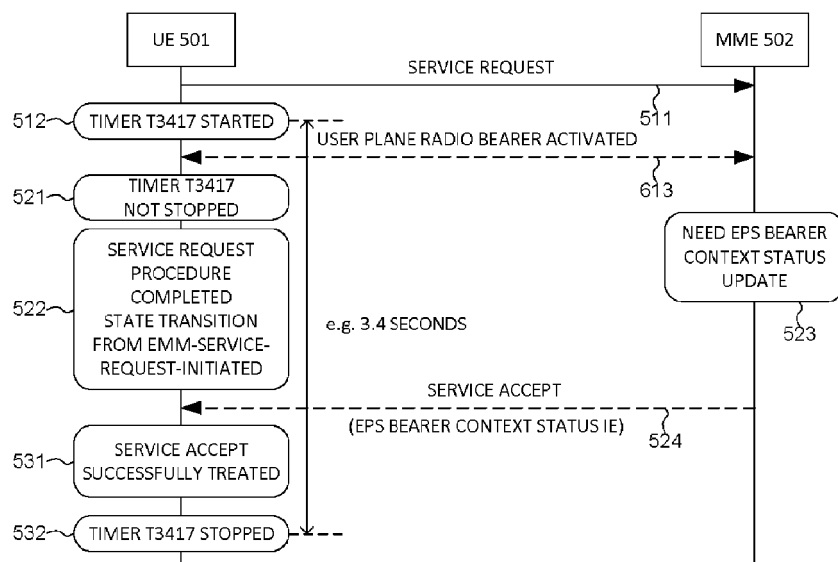 UE 501
MME 502
SERVICE REQUEST
511
512
TIMER T3417 STARTED
USER PLANE RADIO BEARER ACTIVATED
613
521
TIMER T3417
NOT STOPPED
NEED EPS BEARER
CONTEXT STATUS
UPDATE
523
522
SERVICE REQUEST
PROCEDURE
COMPLETED
STATE TRANSITION
FROM EMM-SERVICE-
REQUEST-INITIATED
e.g. 3.4 SECONDS
SERVICE ACCEPT
(EPS BEARER CONTEXT STATUS IE)
524
531
SERVICE ACCEPT
SUCCESSFULLY TREATED
532
TIMER T3417 STOPPED